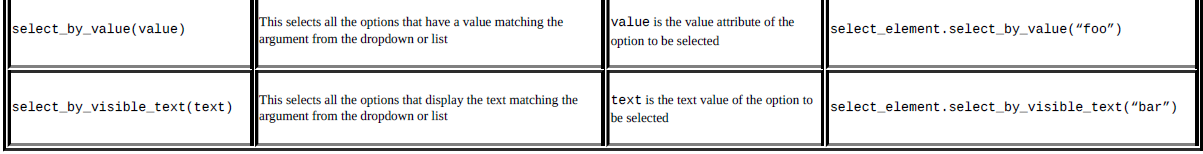 select_by_value(value)
This selects all the options that have a value matching the
argument from the dropdown or list
value is the value attribute of the
option to be selected
select_element.select_by_value(“foo”)
select_by_visible_text(text)
This selects all the options that display the text matching the
argument from the dropdown or list
text is the text value of the option to
be selected
select_element.select_by_visible_text(“bar”)